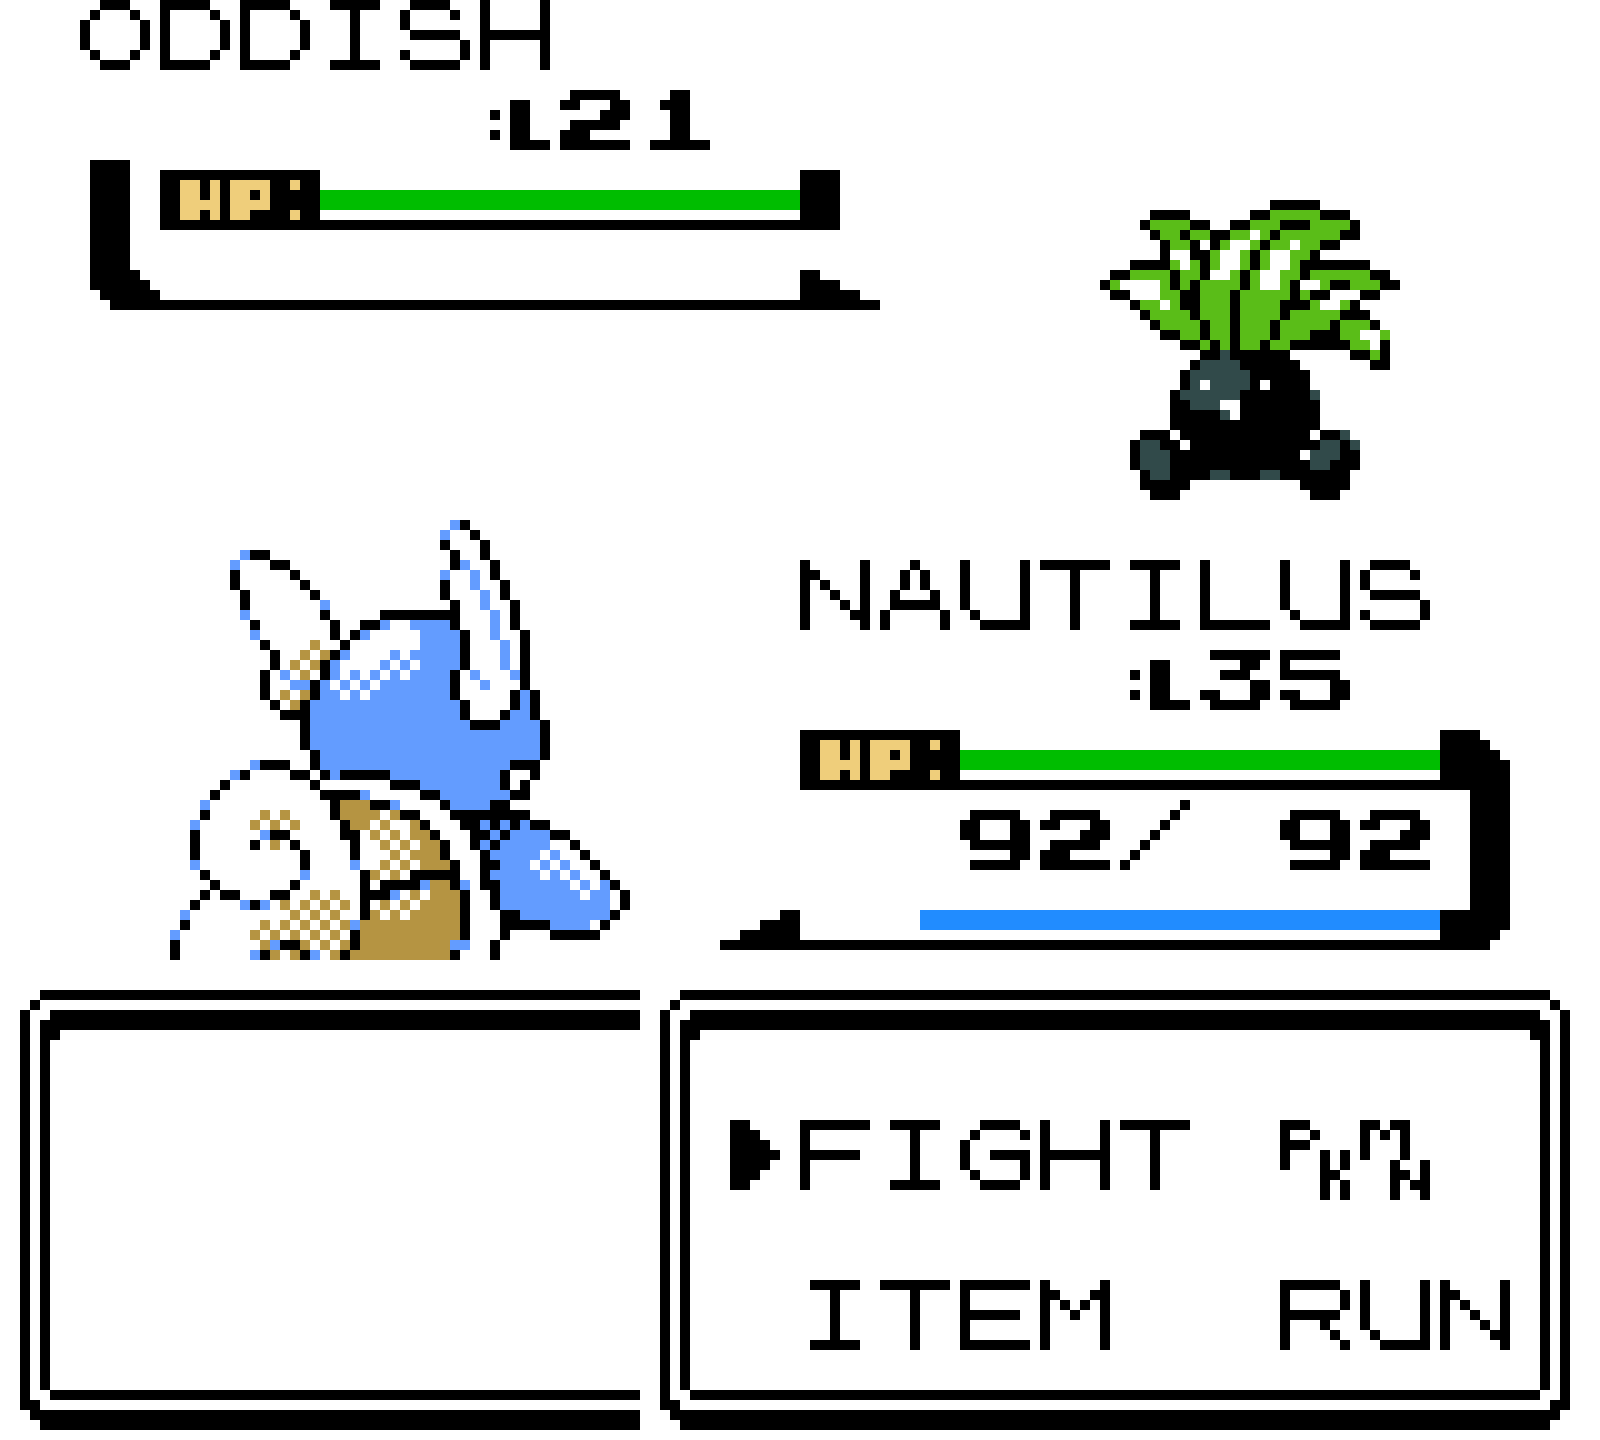 ODDISH
:L21
HP:
NAUTILUS
:L35
HP:
92/ 92
FIGHT PKMN
ITEM RUN